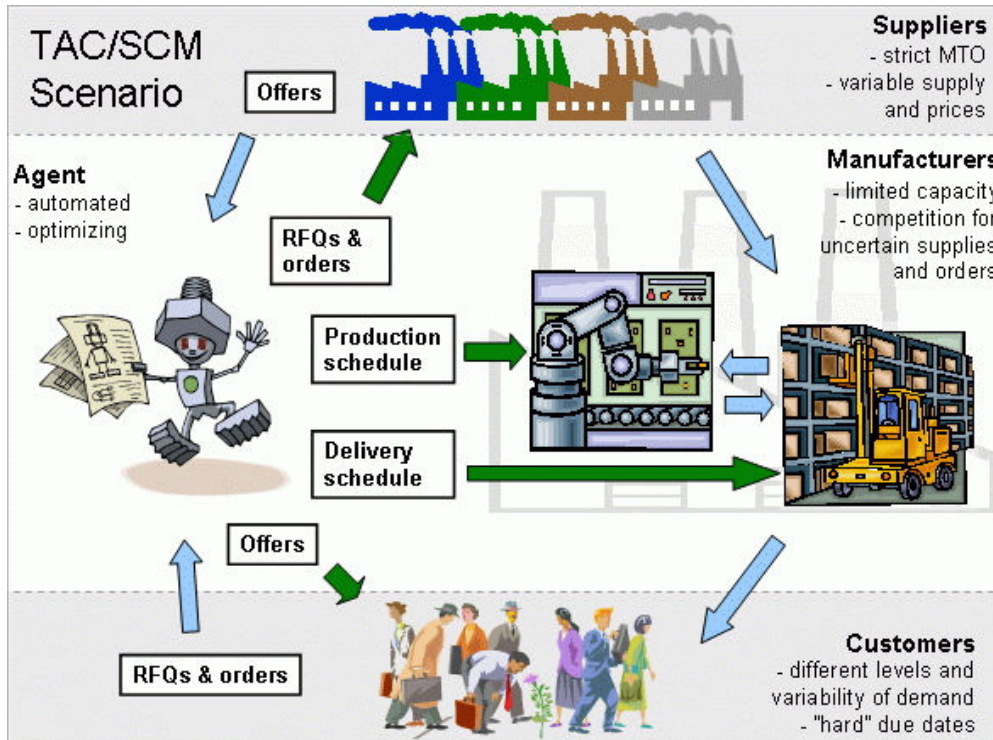 TAC/SCM
Scenario
Offers
Suppliers
- strict MTO
- variable supply
and prices
Agent
- automated
- optimizing
RFQs &
orders
Manufacturers
- limited capacity
- competition for
uncertain supplies
and orders
Production
schedule
Delivery
schedule
Offers
RFQs & orders
Customers
- different levels and
variability of demand
- "hard" due dates